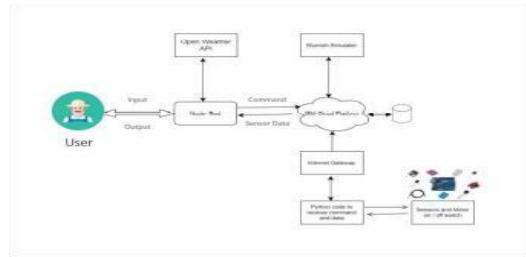 Open Weather
API
Bluemix Simulator
Input
Command
Node-Red
IBM Cloud Platform
Output
Sensor Data
User
Internet Gateway
Python code to
receive command
and data
Sensors and Motor
on / off switch